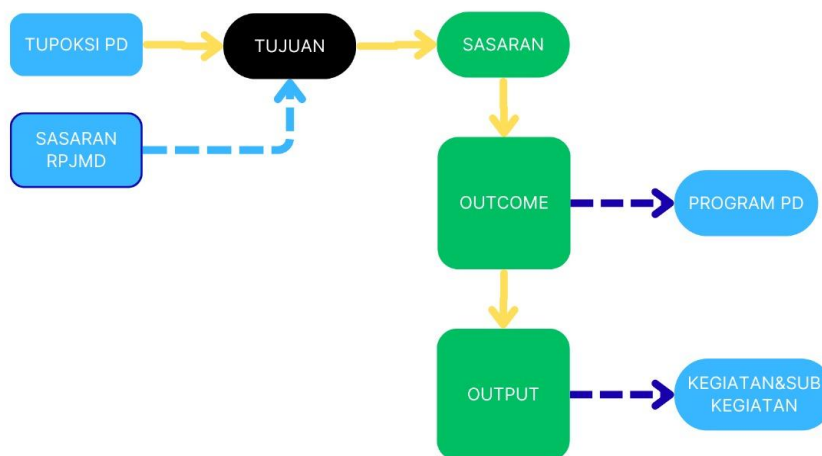 TUPOKSI PD
TUJUAN
SASARAN
SASARAN
RPJMD
OUTCOME
PROGRAM PD
OUTPUT
KEGIATAN&SUB
KEGIATAN